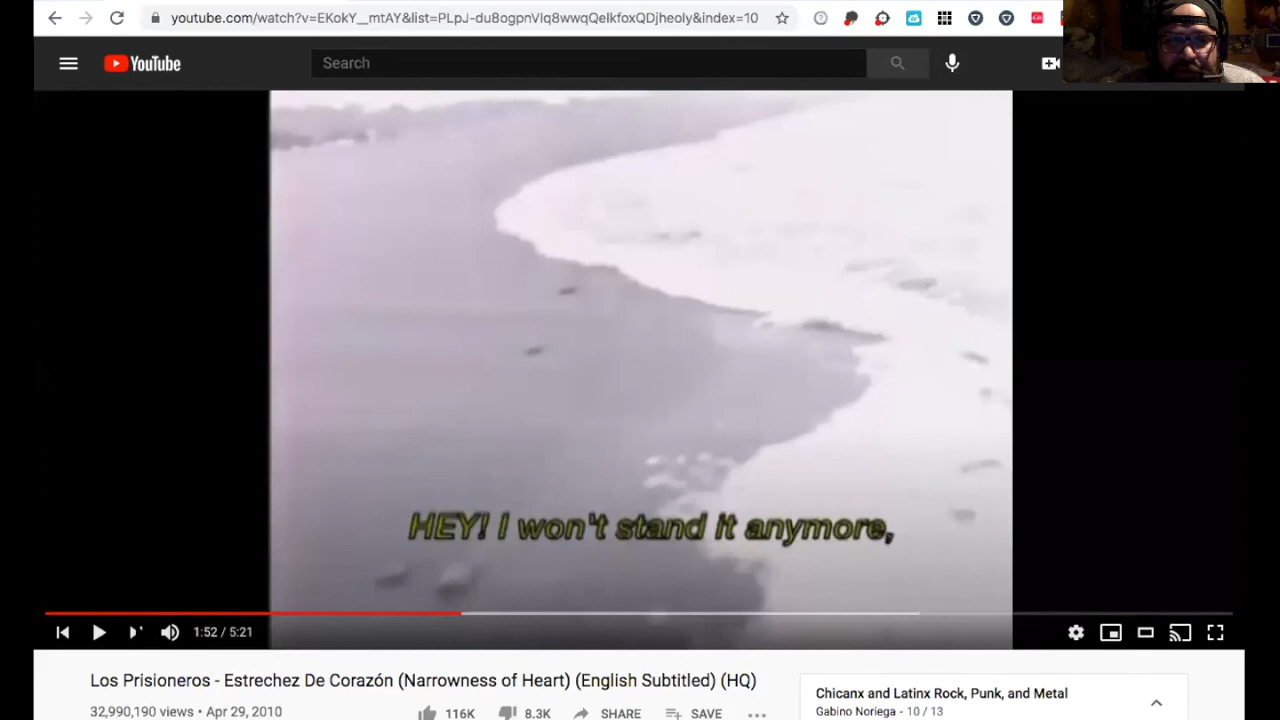 youtube.com/watch?v=EKokY__mtAY&list=PLpJ-du8ogpnVIq8wwqQeIkfoxQDjheoIy&index=10
YouTube
Search
HEY! I won't stand it anymore,
1:52 / 5:21
Los Prisioneros - Estrechez De Corazón (Narrowness of Heart) (English Subtitled) (HQ)
32,990,190 views • Apr 29, 2010
116K
8.3K
SHARE
SAVE
Chicanx and Latinx Rock, Punk, and Metal
Gabino Noriega - 10 / 13